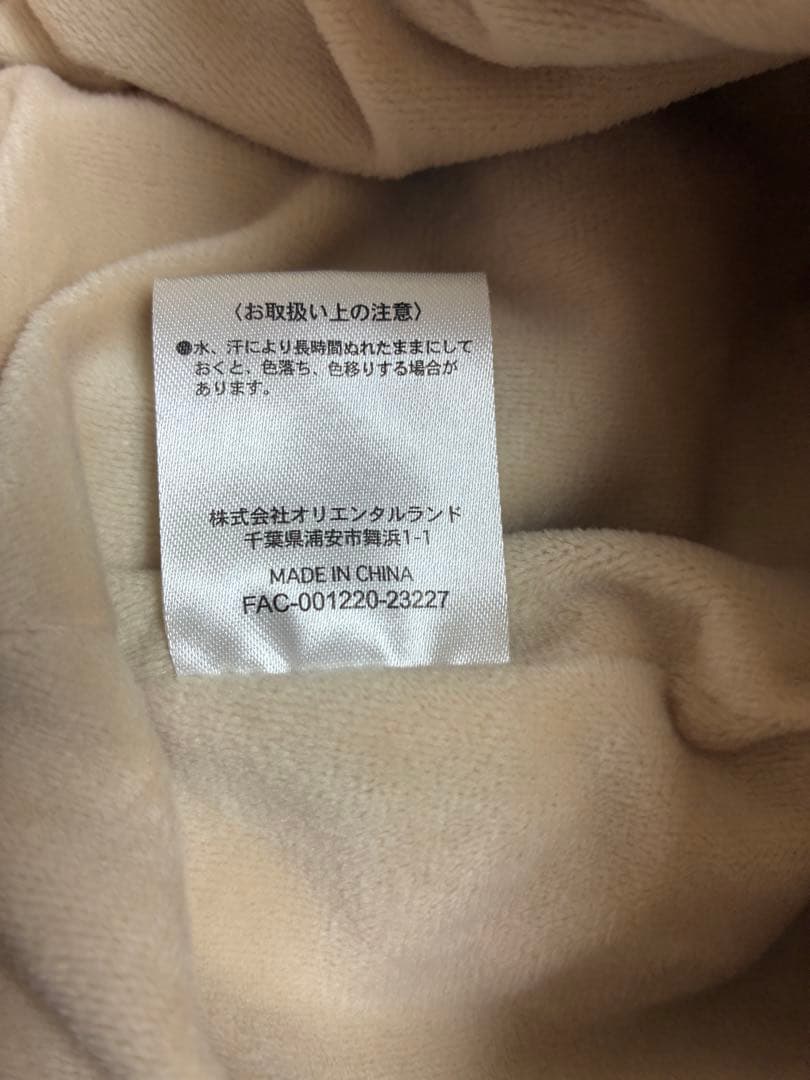 〈お取扱い上の注意〉
●水、汗により長時間ぬれたままにして
おくと、色落ち、色移りする場合が
あります。
株式会社オリエンタルランド
千葉県浦安市舞浜1-1
MADE IN CHINA
FAC-001220-23227